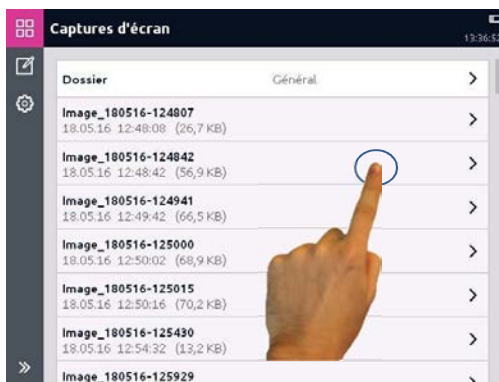 Captures d'écran
13:36:52
Dossier Général
Image_180516-124807
18.05.16 12:48:08 (26,7 KB)
Image_180516-124842
18.05.16 12:48:42 (56,9 KB)
Image_180516-124941
18.05.16 12:49:42 (66,5 KB)
Image_180516-125000
18.05.16 12:50:02 (68,9 KB)
Image_180516-125015
18.05.16 12:50:16 (70,2 KB)
Image_180516-125430
18.05.16 12:54:32 (13,2 KB)
Image_180516-125929